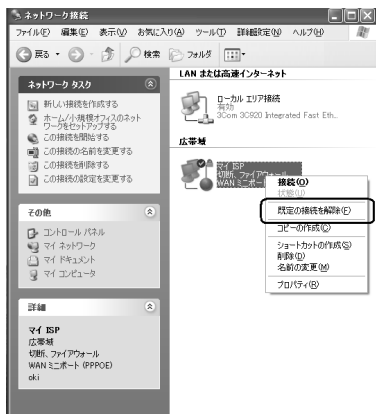 ネットワーク接続
ファイル(F) 編集(E) 表示(V) お気に入り(A) ツール(T) 詳細設定(N) ヘルプ(H)
戻る 検索 フォルダ
ネットワーク タスク
新しい接続を作成する
ホーム/小規模オフィスのネット
ワークをセットアップする
この接続を開始する
この接続の名前を変更する
この接続を削除する
この接続の設定を変更する
その他
コントロール パネル
マイ ネットワーク
マイ ドキュメント
マイ コンピュータ
詳細
マイ ISP
広帯域
切断、ファイアウォール
WAN ミニポート (PPPOE)
oki
LAN または高速インターネット
ローカル エリア接続
有効
3Com 3C920 Integrated Fast Eth...
広帯域
マイ ISP
切断、ファイアウォール
WAN ミニポート
接続(O)
状態(U)
既定の接続を解除(F)
コピーの作成(C)
ショートカットの作成(S)
削除(D)
名前の変更(M)
プロパティ(R)